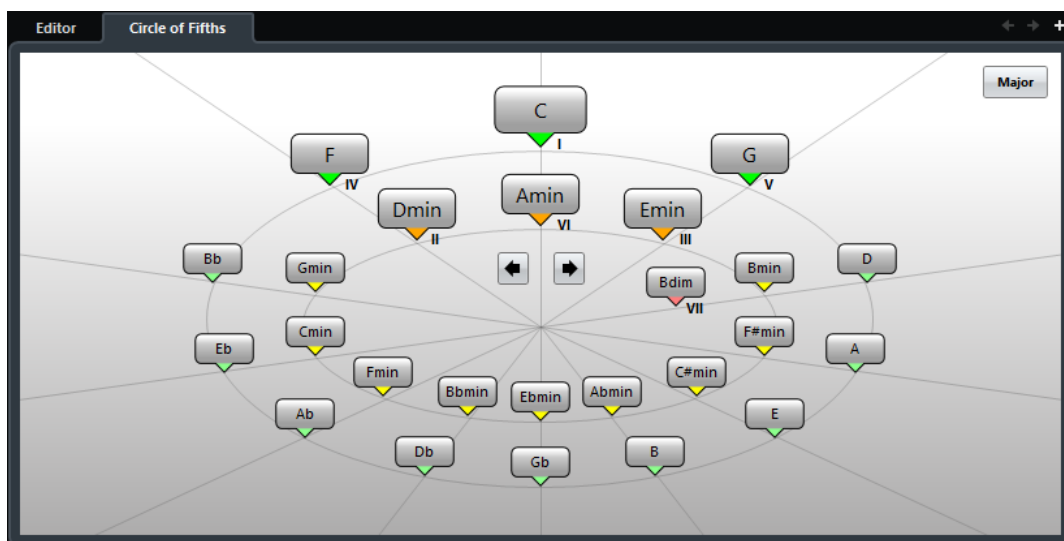 Editor
Circle of Fifths
Major
C
I
F
IV
G
V
Dmin
II
Amin
VI
Emin
III
Bb
Gmin
Bdim
VII
Bmin
D
Eb
Cmin
F#min
A
Fmin
C#min
Bbmin
Ebmin
Abmin
Ab
E
Db
Gb
B